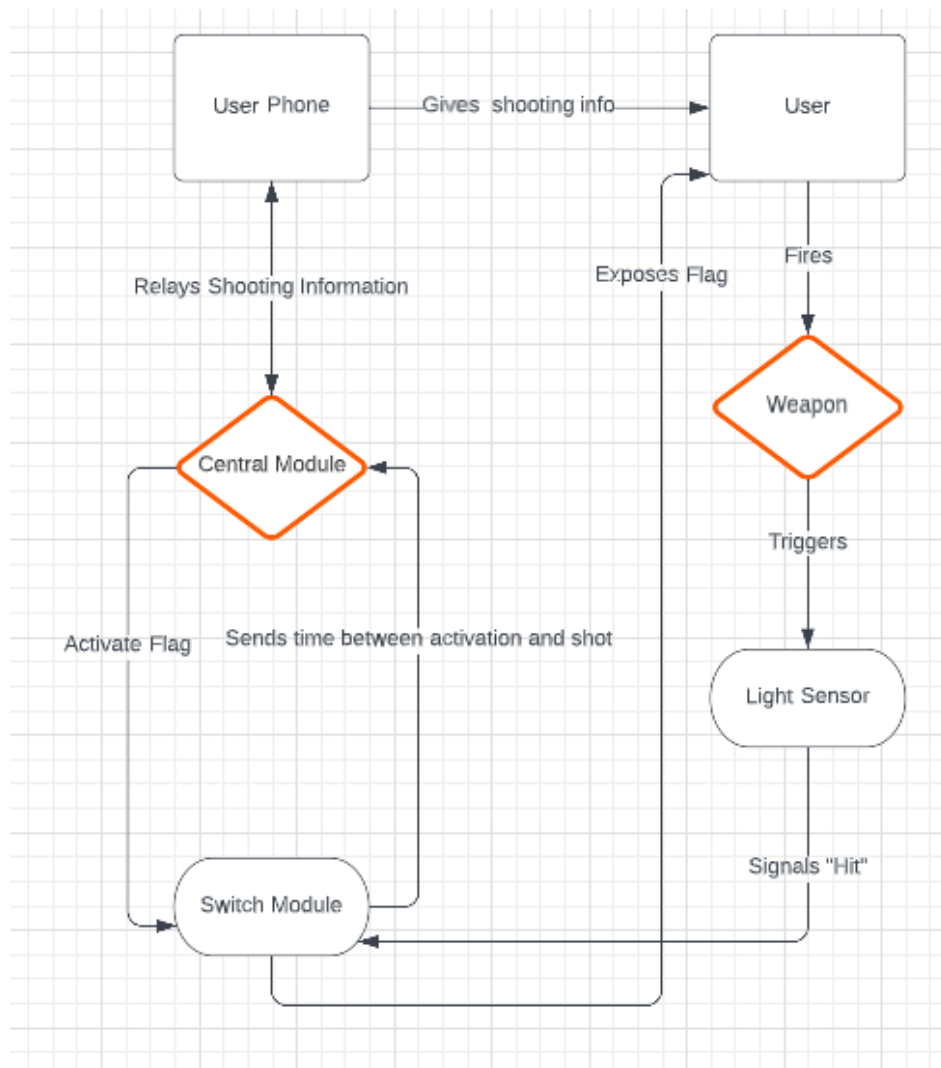 User Phone
Gives shooting info
User
Fires
Exposes Flag
Relays Shooting Information
Weapon
Central Module
Triggers
Activate Flag
Sends time between activation and shot
Light Sensor
Signals "Hit"
Switch Module